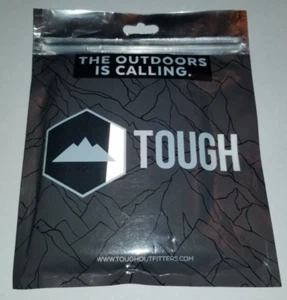 THE OUTDOORS
IS CALLING.
TOUGH
WWW.TOUGHOUTFITTERS.COM